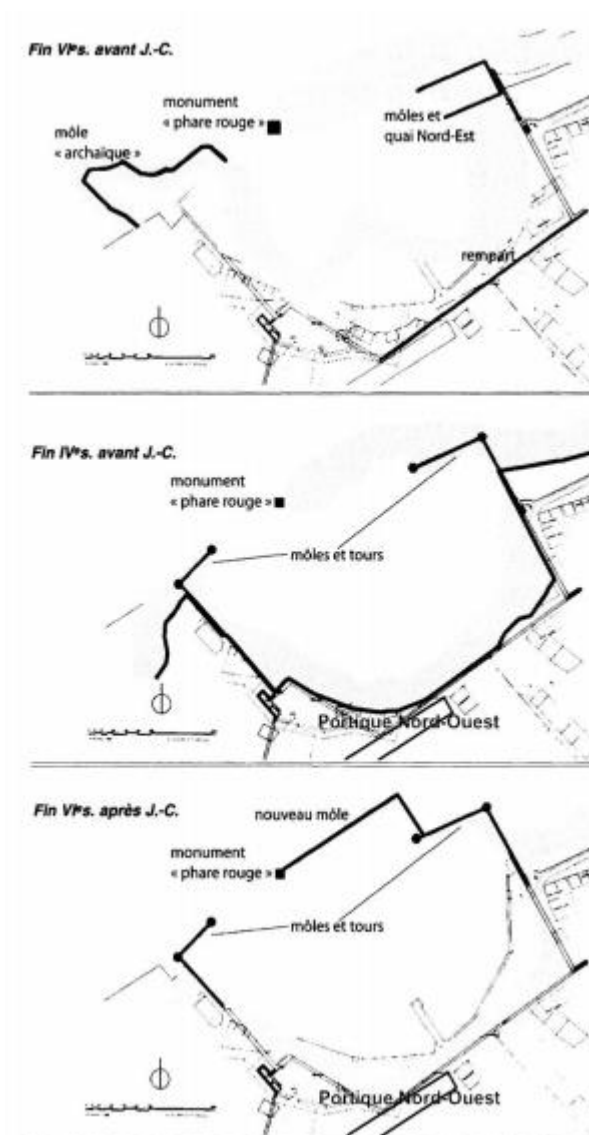 Fin VIᵉs. avant J.-C.
monument
« phare rouge »
môle
« archaïque »
môles et
quai Nord-Est
rempart
Fin IVᵉs. avant J.-C.
monument
« phare rouge »
môles et tours
Portique Nord-Ouest
Fin VIᵉs. après J.-C.
nouveau môle
monument
« phare rouge »
môles et tours
Portique Nord-Ouest